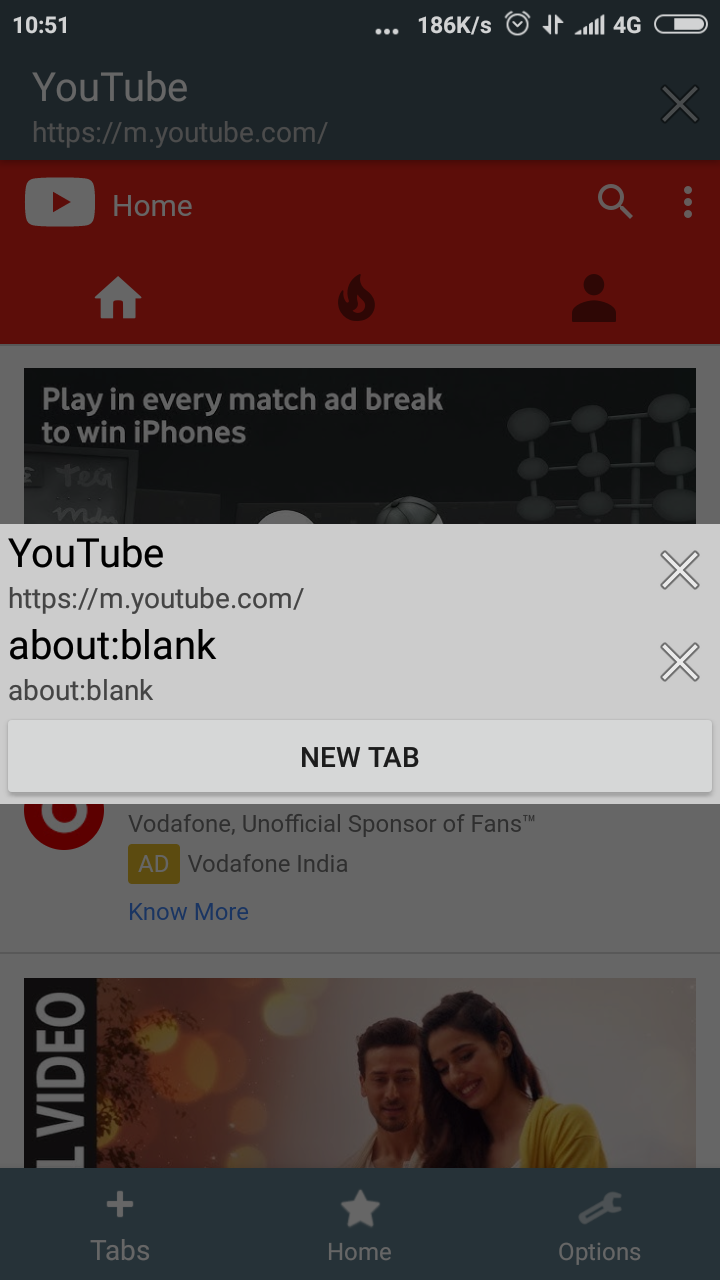 10:51 ... 186K/s 4G
YouTube
https://m.youtube.com/
Home
Play in every match ad break
to win iPhones
YouTube
https://m.youtube.com/
about:blank
about:blank
NEW TAB
Vodafone, Unofficial Sponsor of Fans™
AD Vodafone India
Know More
L VIDEO
Tabs Home Options